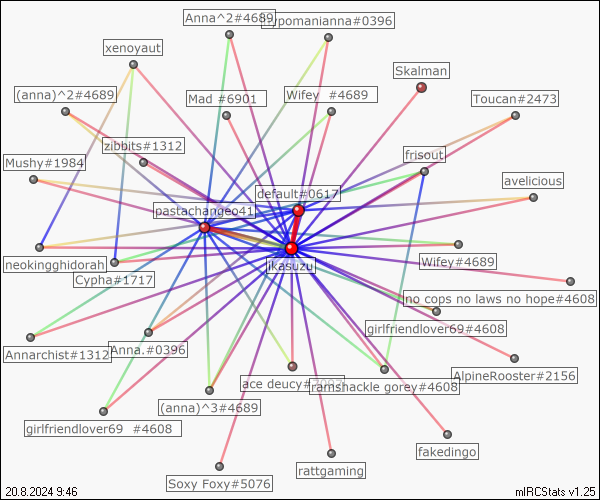 Anna^2#4689
ypomanianna#0396
xenoyaut
Skalman
(anna)^2#4689
Mad #6901
Wifey #4689
Toucan#2473
zibbits#1312
frisout
Mushy#1984
default#0617
avelicious
pastachangeo41
neokingghidorah
jkasuzu
Wifey#4689
Cypha#1717
no cops no laws no hope#4608
girlfriendlover69#4608
Annarchist#1312
Anna.#0396
AlpineRooster#2156
ace deucy#
ramshackle gorey#4608
(anna)^3#4689
girlfriendlover69 #4608
fakedingo
rattgaming
Soxy Foxy#5076
20.8.2024 9:46
mIRCStats v1.25